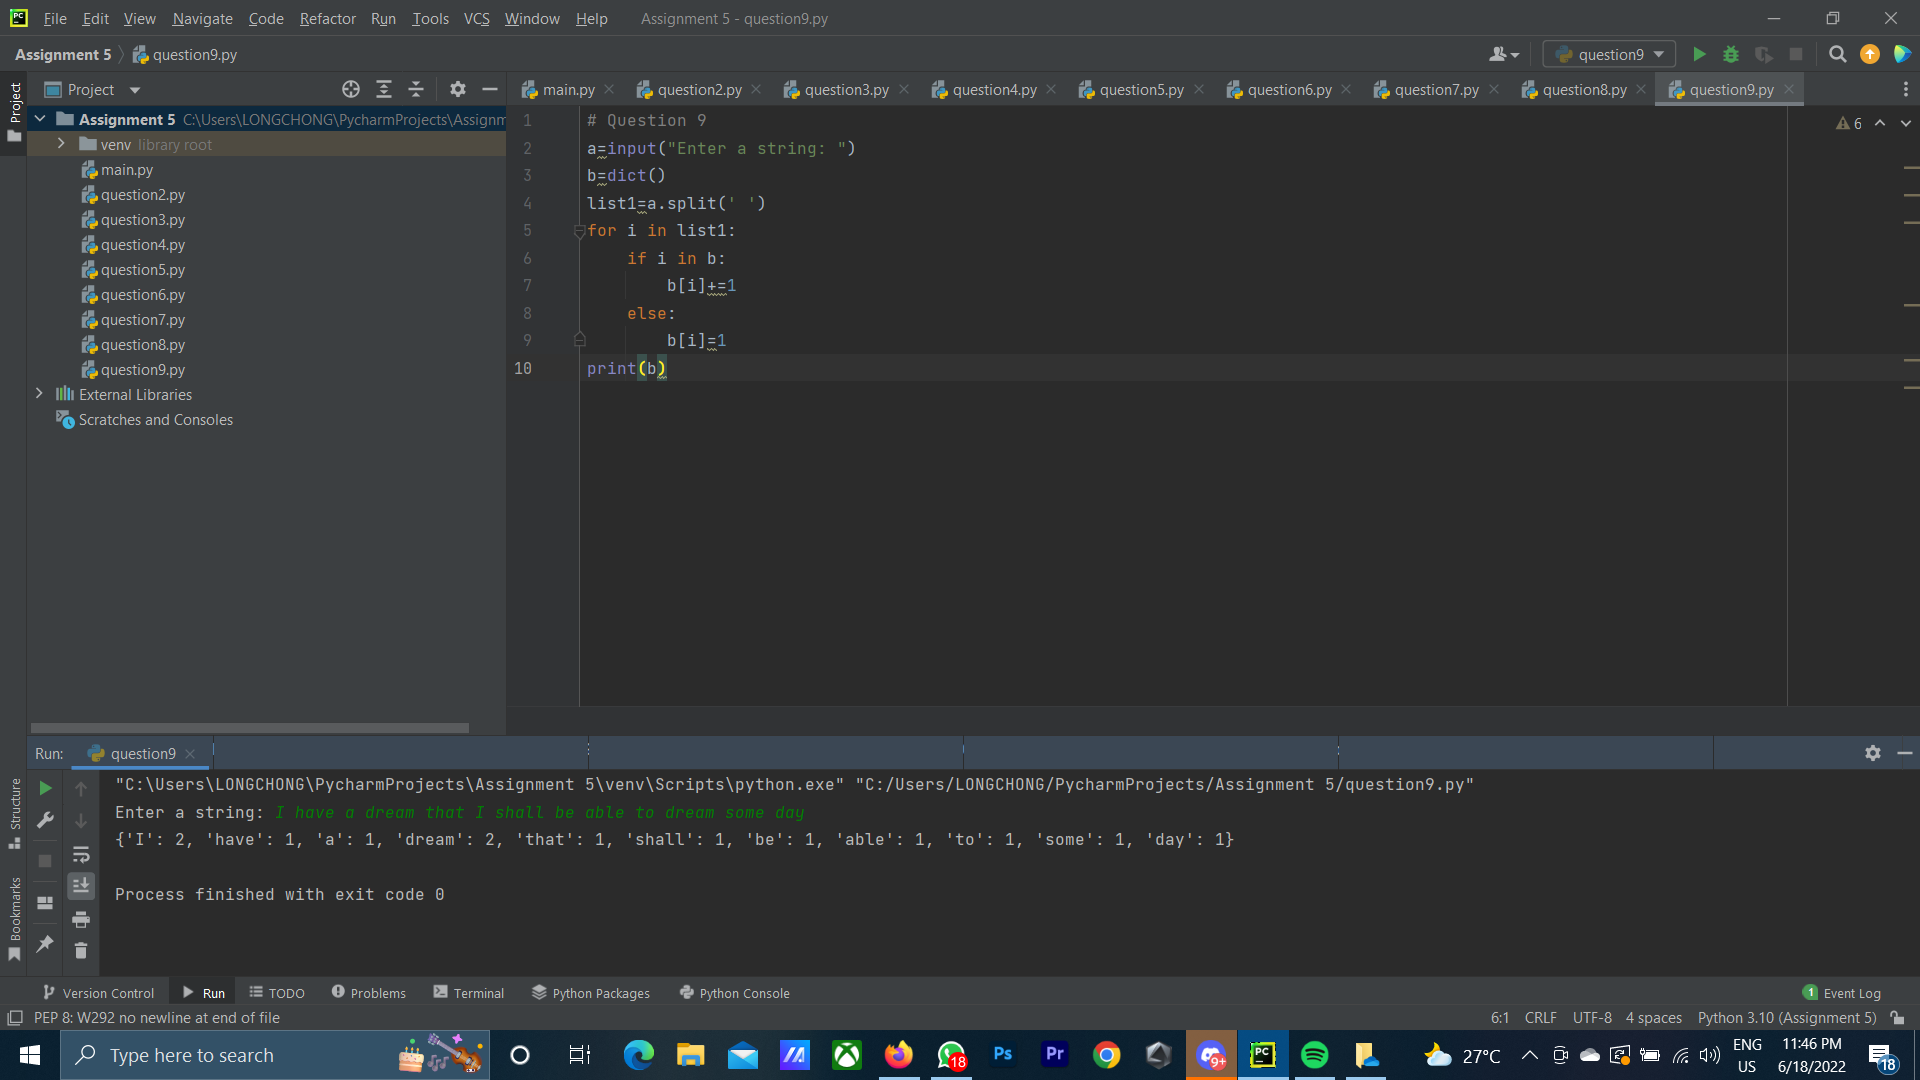 File Edit View Navigate Code Refactor Run Tools VCS Window Help Assignment 5 - question9.py
Assignment 5 question9.py question9
Project main.py question2.py question3.py question4.py question5.py question6.py question7.py question8.py question9.py
Project
Assignment 5 C:\Users\LONGCHONG\PycharmProjects\Assignm
venv library root
main.py
question2.py
question3.py
question4.py
question5.py
question6.py
question7.py
question8.py
question9.py
External Libraries
Scratches and Consoles
6
1 # Question 9
2 a=input("Enter a string: ")
3 b=dict()
4 list1=a.split(' ')
5 for i in list1:
6 if i in b:
7 b[i]+=1
8 else:
9 b[i]=1
10 print(b)
Run: question9
"C:\Users\LONGCHONG\PycharmProjects\Assignment 5\venv\Scripts\python.exe" "C:/Users/LONGCHONG/PycharmProjects/Assignment 5/question9.py"
Enter a string: I have a dream that I shall be able to dream some day
{'I': 2, 'have': 1, 'a': 1, 'dream': 2, 'that': 1, 'shall': 1, 'be': 1, 'able': 1, 'to': 1, 'some': 1, 'day': 1}
Process finished with exit code 0
Structure
Bookmarks
Version Control Run TODO Problems Terminal Python Packages Python Console 1 Event Log
PEP 8: W292 no newline at end of file 6:1 CRLF UTF-8 4 spaces Python 3.10 (Assignment 5)
Type here to search 18 Ps Pr 9+ PC 27°C ENG 11:46 PM
US 6/18/2022 18